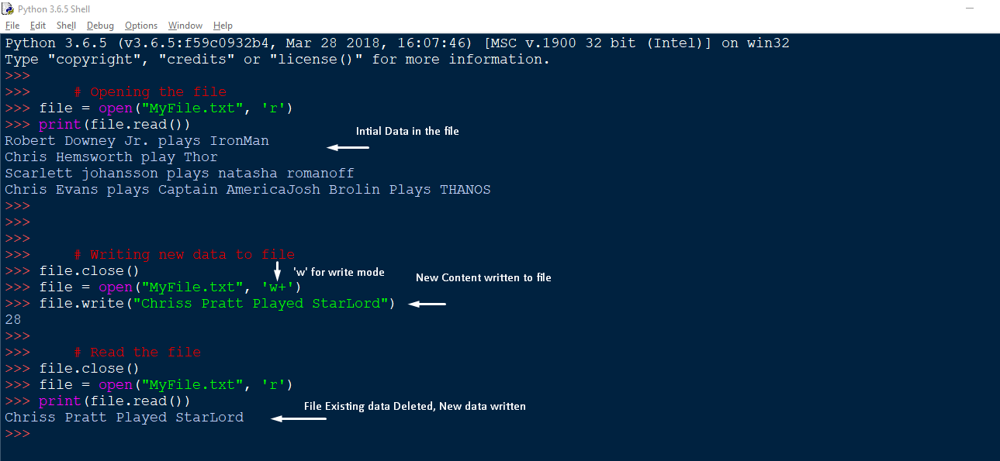 Python 3.6.5 Shell
File Edit Shell Debug Options Window Help
Python 3.6.5 (v3.6.5:f59c0932b4, Mar 28 2018, 16:07:46) [MSC v.1900 32 bit (Intel)] on win32
Type "copyright", "credits" or "license()" for more information.
>>>
>>> # Opening the file
>>> file = open("MyFile.txt", 'r')
>>> print(file.read())
Intial Data in the file
Robert Downey Jr. plays IronMan
Chris Hemsworth play Thor
Scarlett johansson plays natasha romanoff
Chris Evans plays Captain AmericaJosh Brolin Plays THANOS
>>>
>>>
>>>
>>> # Writing new data to file
>>> file.close()
'w' for write mode
New Content written to file
>>> file = open("MyFile.txt", 'w+')
>>> file.write("Chriss Pratt Played StarLord")
28
>>>
>>> # Read the file
>>> file.close()
>>> file = open("MyFile.txt", 'r')
>>> print(file.read())
File Existing data Deleted, New data written
Chriss Pratt Played StarLord
>>>